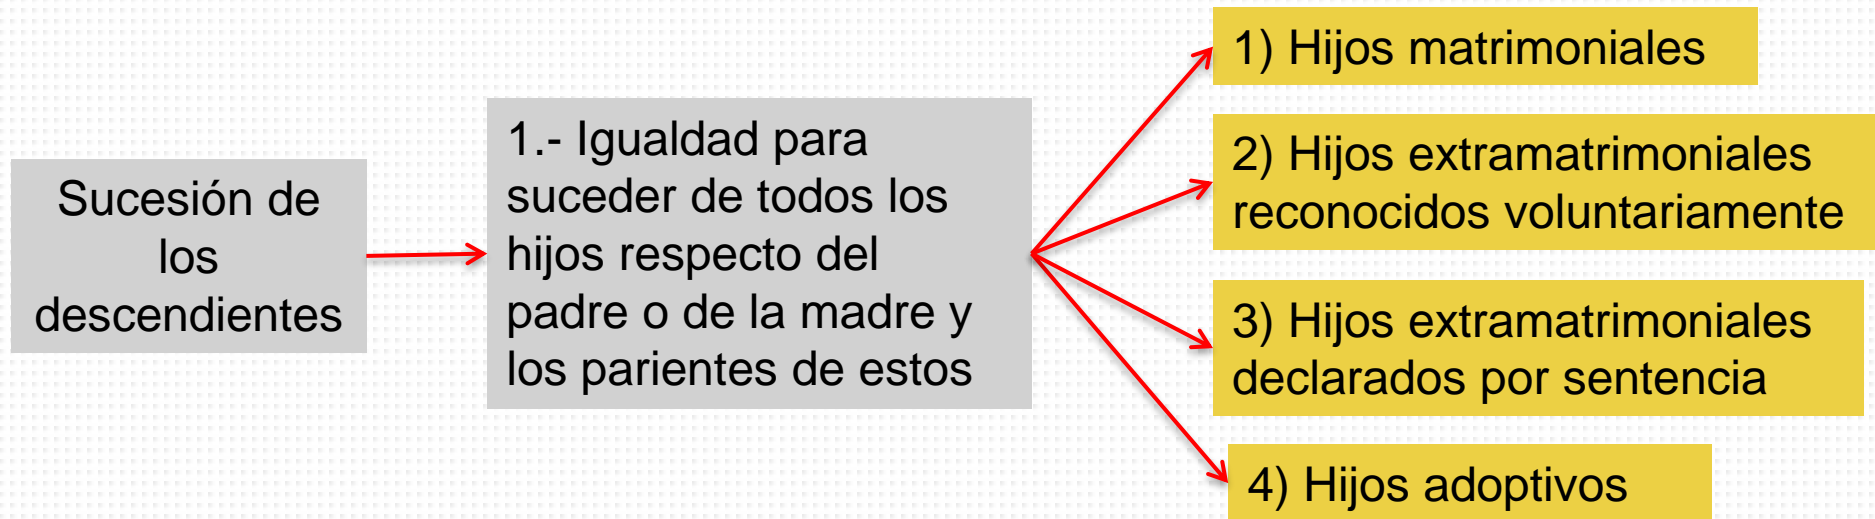 Sucesión de
los
descendientes
1.- Igualdad para
suceder de todos los
hijos respecto del
padre o de la madre y
los parientes de estos
1) Hijos matrimoniales
2) Hijos extramatrimoniales
reconocidos voluntariamente
3) Hijos extramatrimoniales
declarados por sentencia
4) Hijos adoptivos